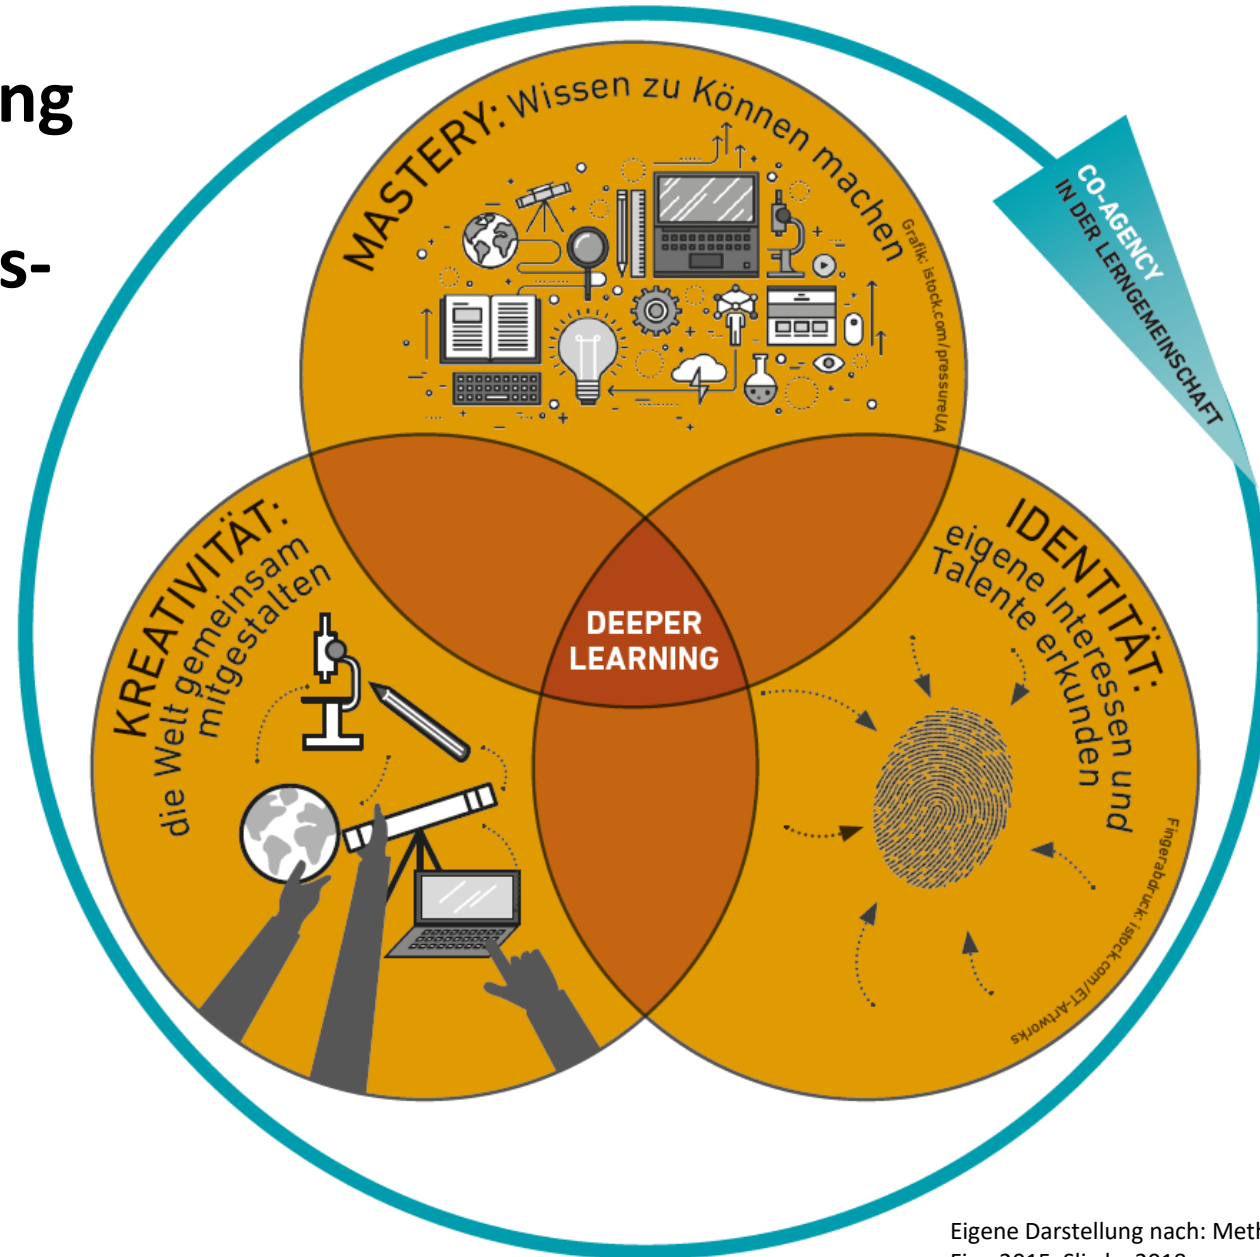 ng
s-
MASTERY: Wissen zu Können machen
Grafik: istock.com/pressureUA
CO-AGENCY
IN DER LERNGEMEINSCHAFT
KREATIVITÄT:
die Welt gemeinsam
mitgestalten
IDENTITÄT:
eigene Interessen und
Talente erkunden
DEEPER
LEARNING
Fingerabdruck: istock.com/ET-Artworks
Eigene Darstellung nach: Meth